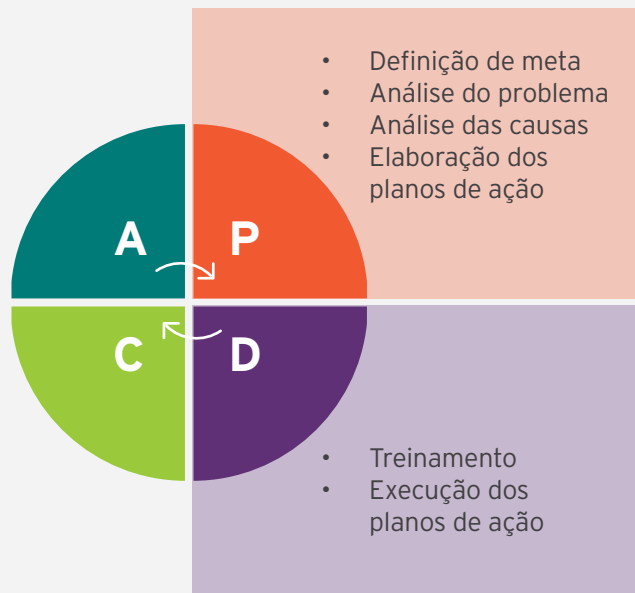 • Definição de meta
• Análise do problema
• Análise das causas
• Elaboração dos
planos de ação
A P
C D
• Treinamento
• Execução dos
planos de ação